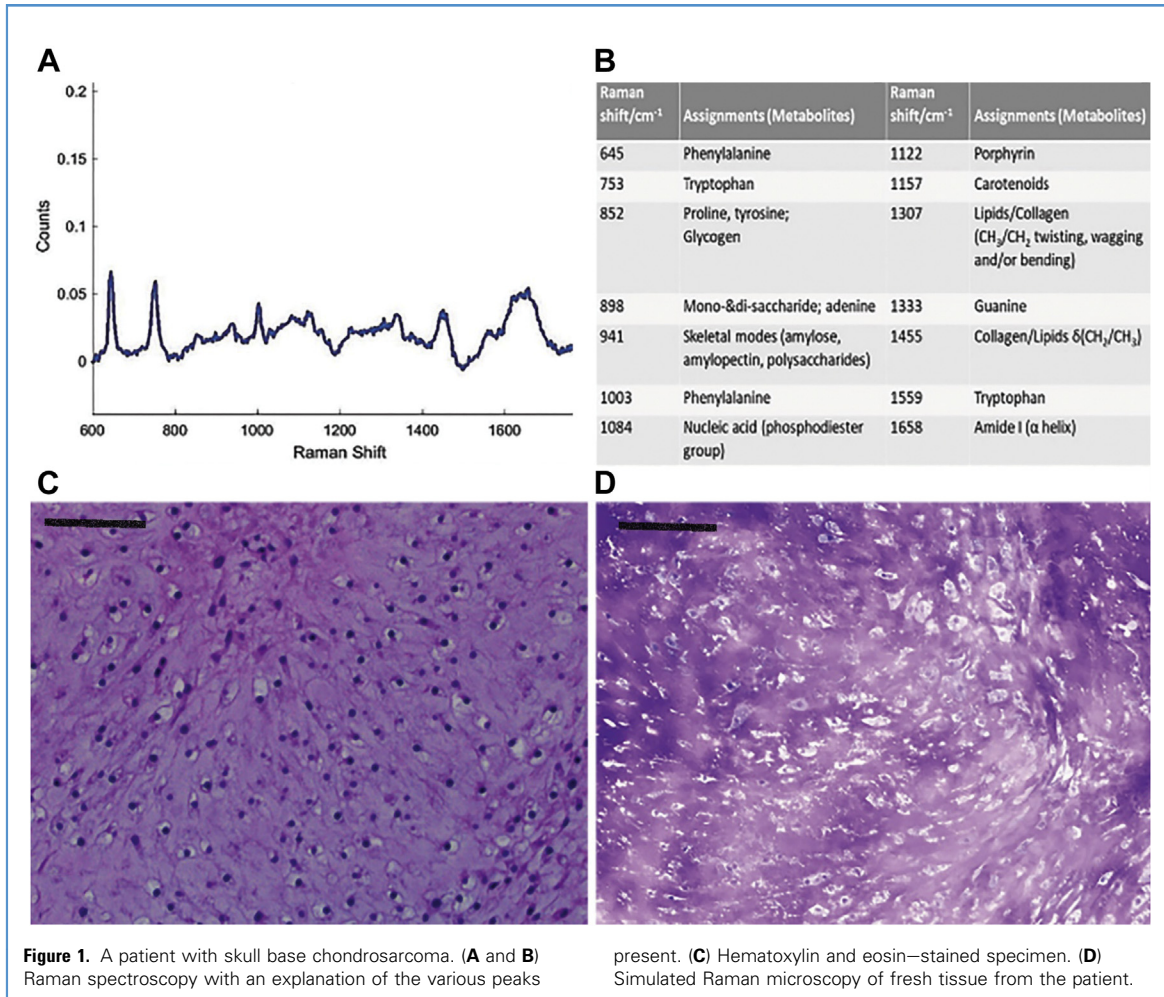 A
0.2
0.15
0.1
0.05
0
Counts
600 800 1000 1200 1400 1600
Raman Shift
B
Raman shift/cm⁻¹ Assignments (Metabolites) Raman shift/cm⁻¹ Assignments (Metabolites)
645 Phenylalanine 1122 Porphyrin
753 Tryptophan 1157 Carotenoids
852 Proline, tyrosine; Glycogen 1307 Lipids/Collagen (CH₃/CH₂ twisting, wagging and/or bending)
898 Mono-&di-saccharide; adenine 1333 Guanine
941 Skeletal modes (amylose, amylopectin, polysaccharides) 1455 Collagen/Lipids δ(CH₂/CH₃)
1003 Phenylalanine 1559 Tryptophan
1084 Nucleic acid (phosphodiester group) 1658 Amide I (α helix)
C
D
Figure 1. A patient with skull base chondrosarcoma. (A and B)
Raman spectroscopy with an explanation of the various peaks
present. (C) Hematoxylin and eosin–stained specimen. (D)
Simulated Raman microscopy of fresh tissue from the patient.